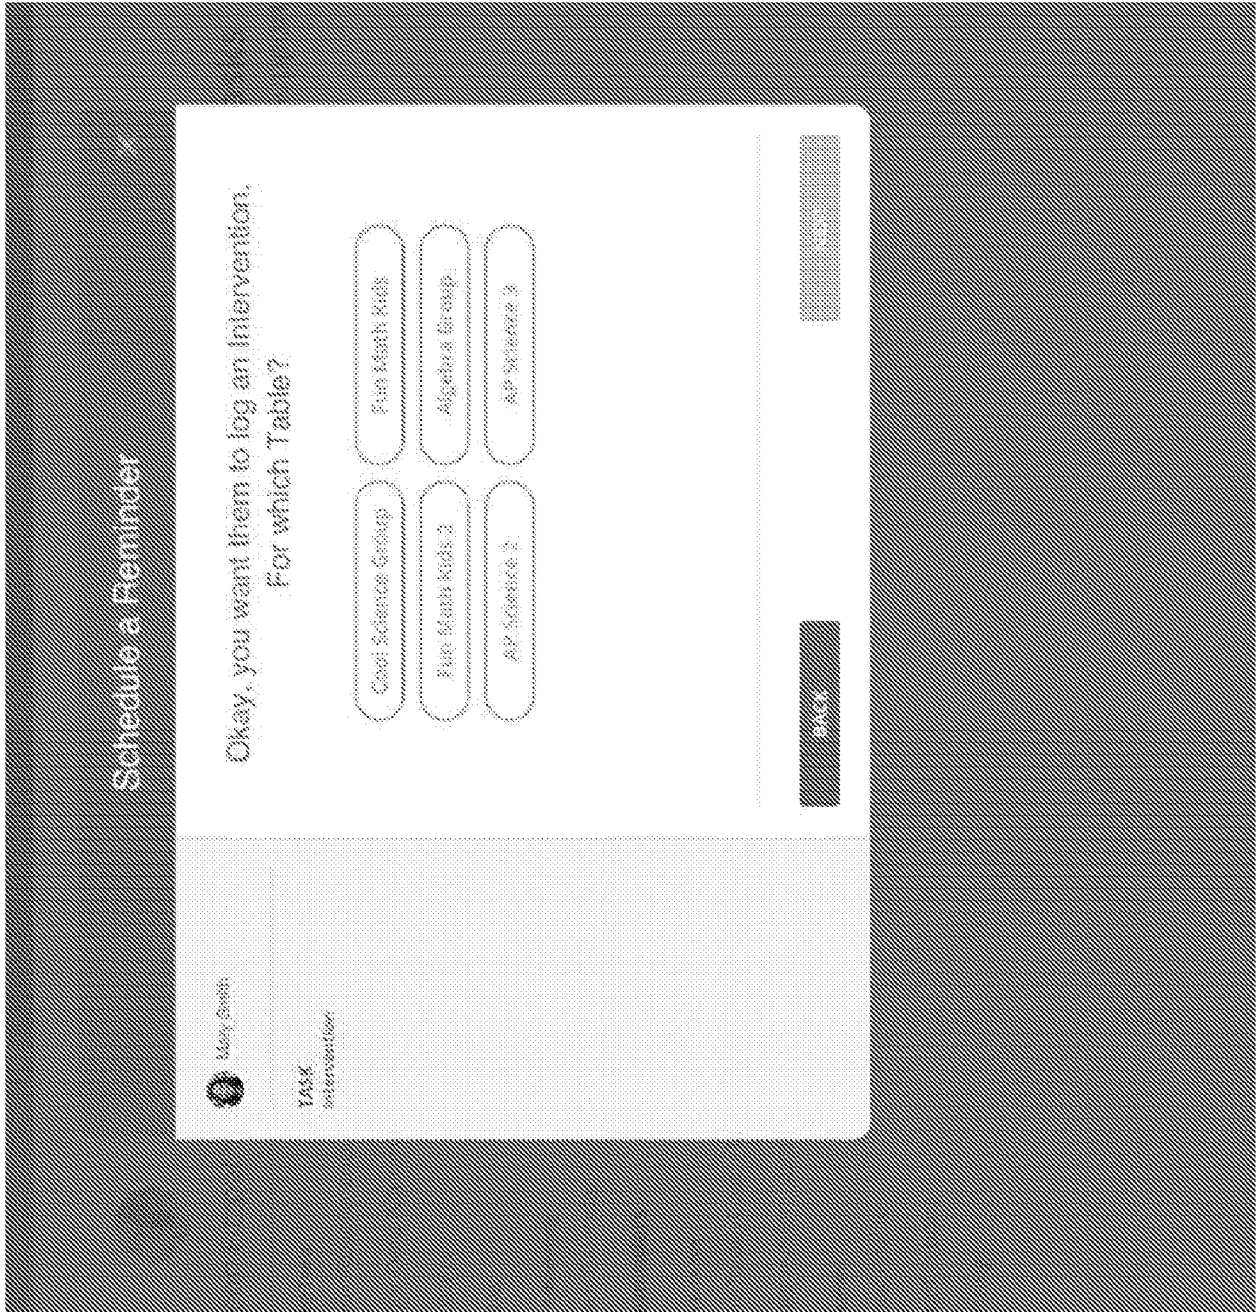 Schedule a Reminder
Mary Smith
TASK
Intervention
Okay, you want them to log an Intervention.
For which Table?
Cool Science Group
Fun Math Kids
Fun Math Kids 2
Algebra Group
AP Science 2
AP Science 3
BACK